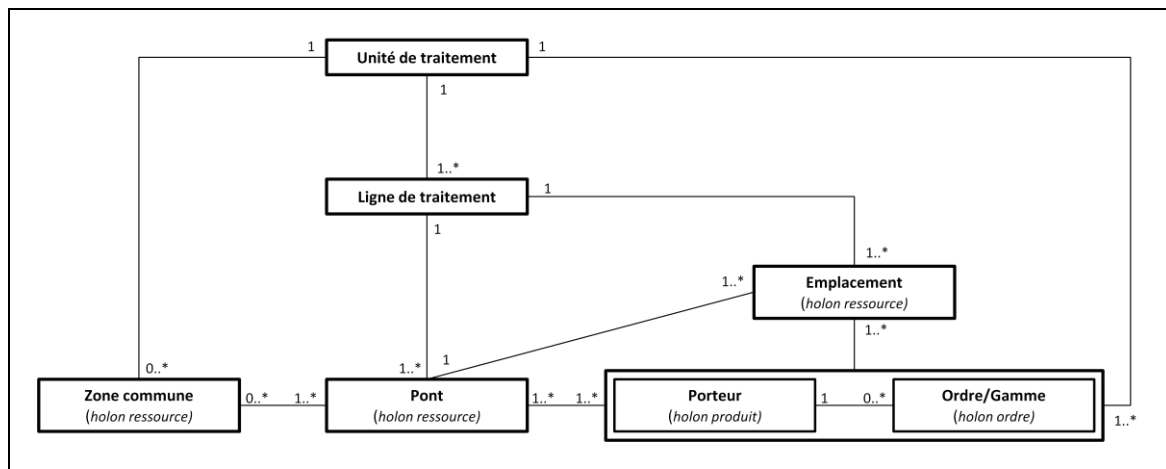 1
Unité de traitement
1
1
1..*
Ligne de traitement
1
1
1..*
1..*
Emplacement
(holon ressource)
1..*
0..*
1..*
1
Zone commune
(holon ressource)
0..*
1..*
Pont
(holon ressource)
1..*
1..*
Porteur
(holon produit)
1
0..*
Ordre/Gamme
(holon ordre)
1..*